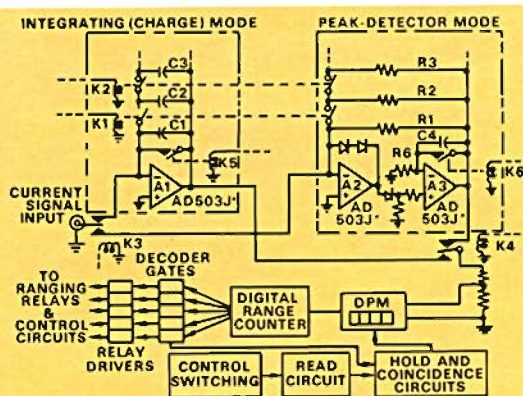 INTEGRATING (CHARGE) MODE
PEAK-DETECTOR MODE
C3
K2
C2
K1
C1
K5
A1
AD503J*
CURRENT
SIGNAL
INPUT
K3
R3
R2
R1
C4
R6
K6
A2
AD
503J*
A3
AD
503J*
K4
TO
RANGING
RELAYS
&
CONTROL
CIRCUITS
DECODER
GATES
RELAY
DRIVERS
DIGITAL
RANGE
COUNTER
DPM
CONTROL
SWITCHING
READ
CIRCUIT
HOLD AND
COINCIDENCE
CIRCUITS